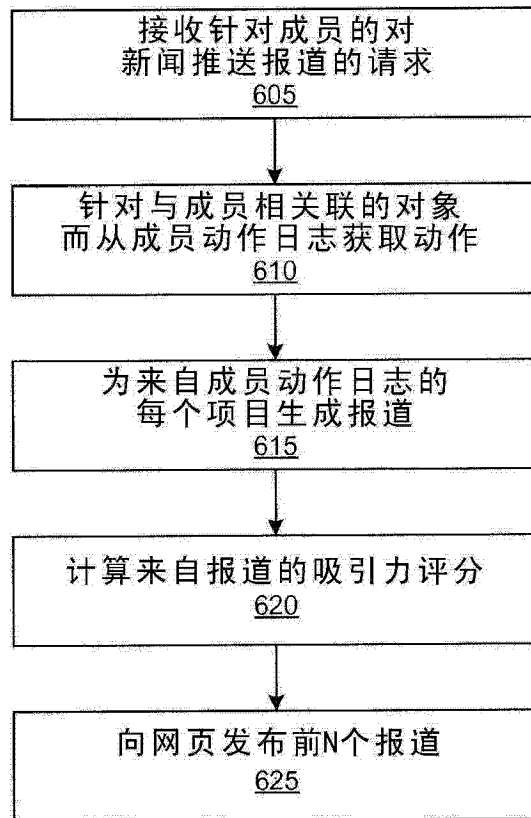 接收针对成员的对
新闻推送报道的请求
605
针对与成员相关联的对象
而从成员动作日志获取动作
610
为来自成员动作日志的
每个项目生成报道
615
计算来自报道的吸引力评分
620
向网页发布前N个报道
625